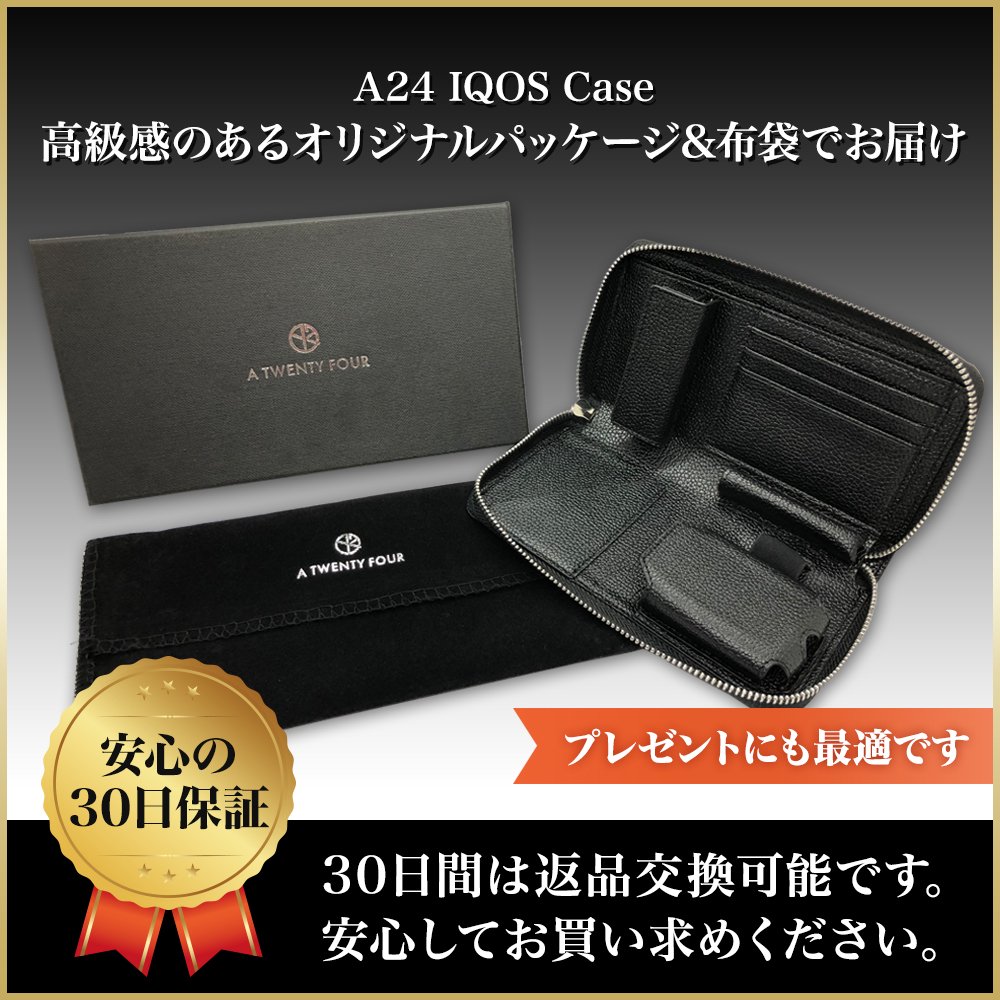 A24 IQOS Case
高級感のあるオリジナルパッケージ&布袋でお届け
A TWENTY FOUR
A TWENTY FOUR
プレゼントにも最適です
安心の
30日保証
30日間は返品交換可能です。
安心してお買い求めください。